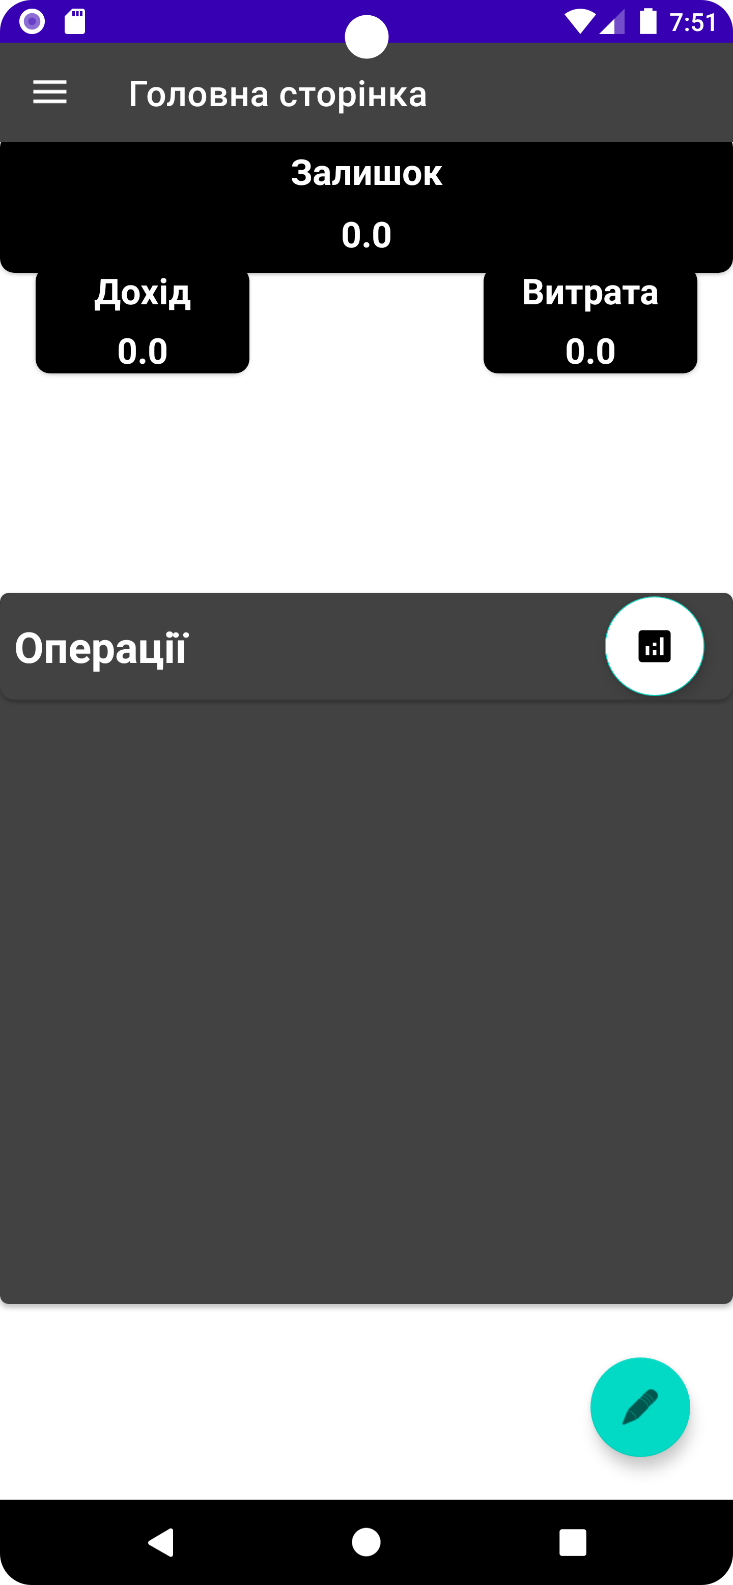 7:51
Головна сторінка
Залишок
0.0
Дохід
0.0
Витрата
0.0
Операції